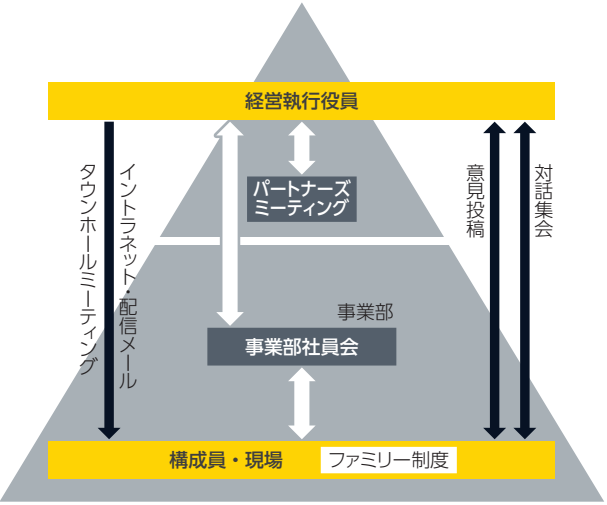 経営執行役員
パートナーズ
ミーティング
イントラネット・配信メール
タウンホールミーティング
意見投稿
対話集会
事業部
事業部社員会
構成員・現場
ファミリー制度